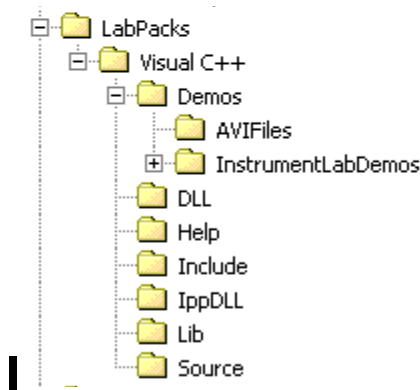 LabPacks
Visual C++
Demos
AVIFiles
InstrumentLabDemos
DLL
Help
Include
IppDLL
Lib
Source